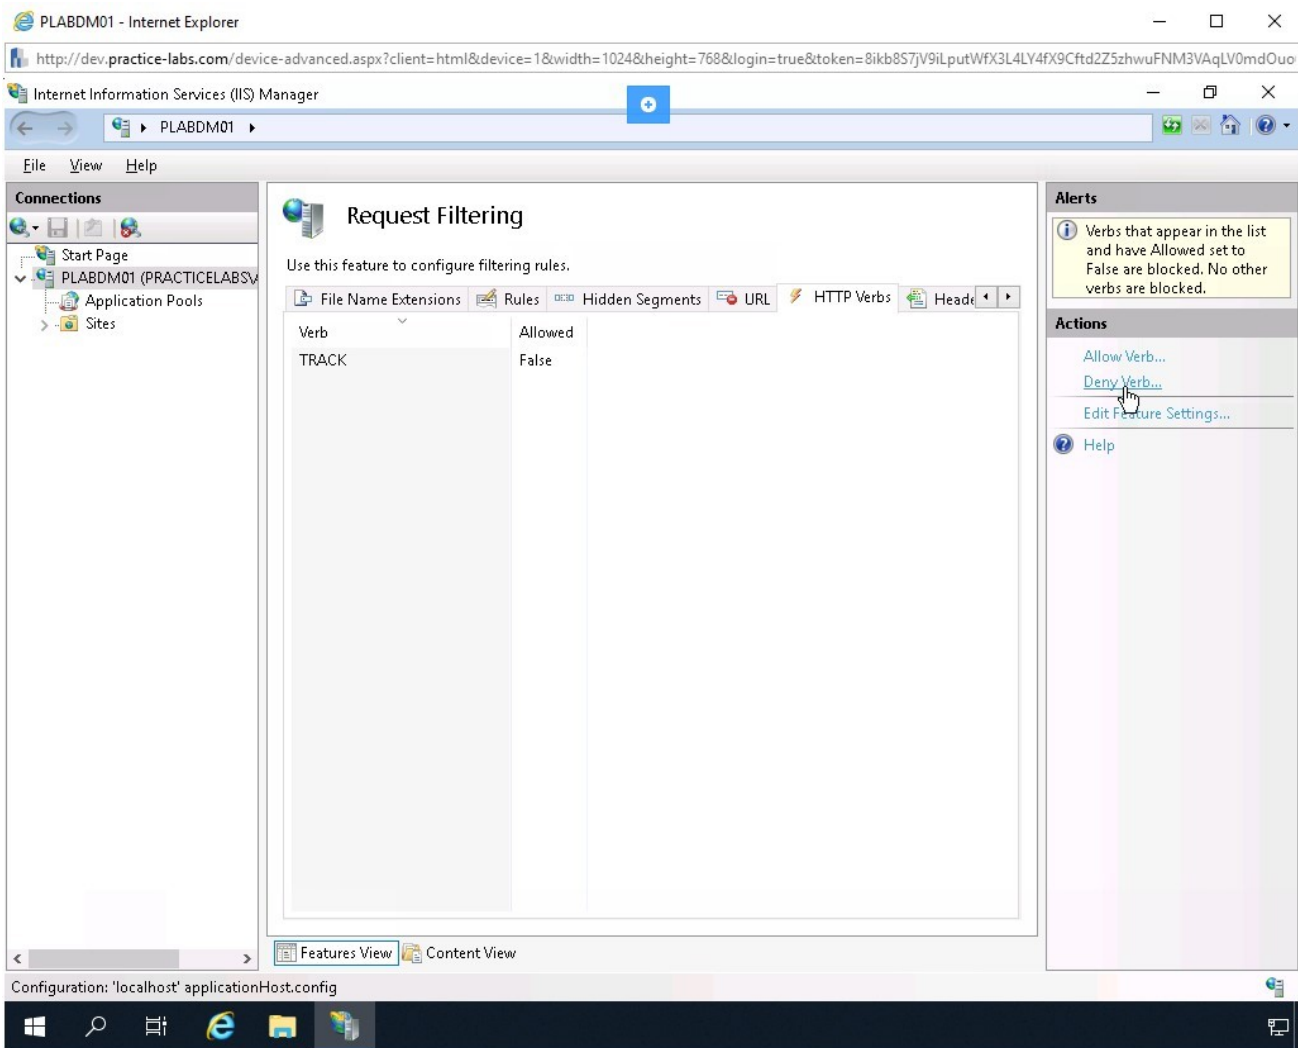 PLABDM01 - Internet Explorer
http://dev.practice-labs.com/device-advanced.aspx?client=html&device=1&width=1024&height=768&login=true&token=8ikb8S7jV9iLputWfX3L4LY4fX9Cftd2Z5zhwuFNM3VAqLV0mdOuo
Internet Information Services (IIS) Manager
PLABDM01
File View Help
Connections
Start Page
PLABDM01 (PRACTICELABS\
Application Pools
Sites
Request Filtering
Use this feature to configure filtering rules.
File Name Extensions Rules Hidden Segments URL HTTP Verbs Heade
Verb Allowed
TRACK False
Features View Content View
Alerts
Verbs that appear in the list
and have Allowed set to
False are blocked. No other
verbs are blocked.
Actions
Allow Verb...
Deny Verb...
Edit Feature Settings...
Help
Configuration: 'localhost' applicationHost.config